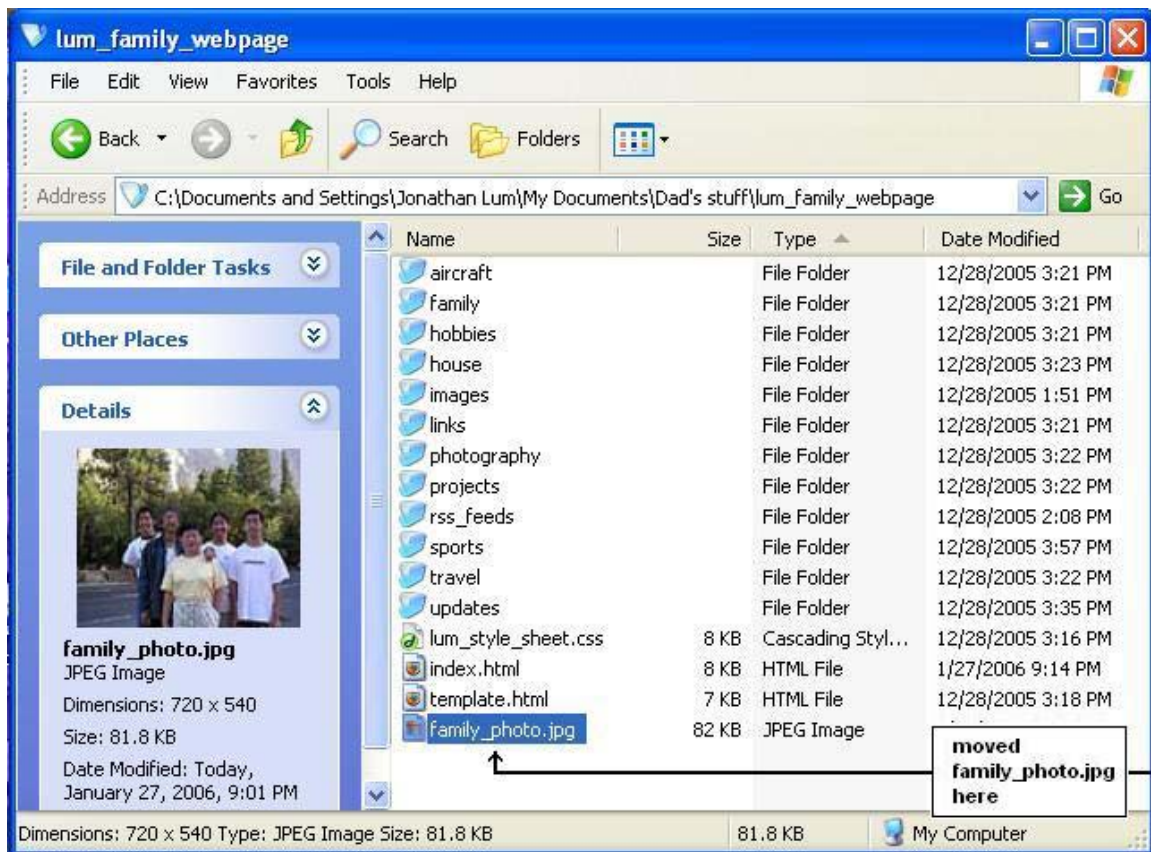 lum_family_webpage
File Edit View Favorites Tools Help
Back Search Folders
Address C:\Documents and Settings\Jonathan Lum\My Documents\Dad's stuff\lum_family_webpage Go
File and Folder Tasks
Other Places
Details
family_photo.jpg
JPEG Image
Dimensions: 720 x 540
Size: 81.8 KB
Date Modified: Today,
January 27, 2006, 9:01 PM
Name Size Type Date Modified
aircraft File Folder 12/28/2005 3:21 PM
family File Folder 12/28/2005 3:21 PM
hobbies File Folder 12/28/2005 3:21 PM
house File Folder 12/28/2005 3:23 PM
images File Folder 12/28/2005 1:51 PM
links File Folder 12/28/2005 3:21 PM
photography File Folder 12/28/2005 3:22 PM
projects File Folder 12/28/2005 3:22 PM
rss_feeds File Folder 12/28/2005 2:08 PM
sports File Folder 12/28/2005 3:57 PM
travel File Folder 12/28/2005 3:22 PM
updates File Folder 12/28/2005 3:35 PM
lum_style_sheet.css 8 KB Cascading Styl... 12/28/2005 3:16 PM
index.html 8 KB HTML File 1/27/2006 9:14 PM
template.html 7 KB HTML File 12/28/2005 3:18 PM
family_photo.jpg 82 KB JPEG Image
moved
family_photo.jpg
here
Dimensions: 720 x 540 Type: JPEG Image Size: 81.8 KB 81.8 KB My Computer